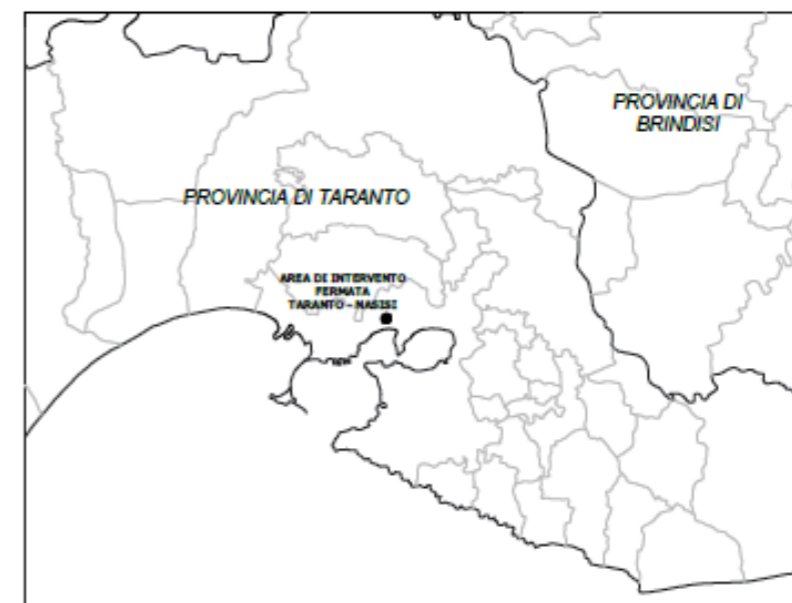 PROVINCIA DI
BRINDISI
PROVINCIA DI TARANTO
AREA DI INTERVENTO
FERMATA
TARANTO - NASISI